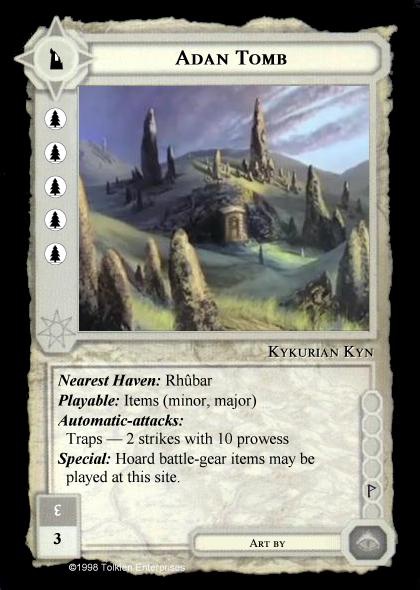 ADAN TOMB
KYKURIAN KYN
Nearest Haven: Rhûbar
Playable: Items (minor, major)
Automatic-attacks:
Traps — 2 strikes with 10 prowess
Special: Hoard battle-gear items may be
played at this site.
ε
3
ART BY
©1998 Tolkien Enterprises